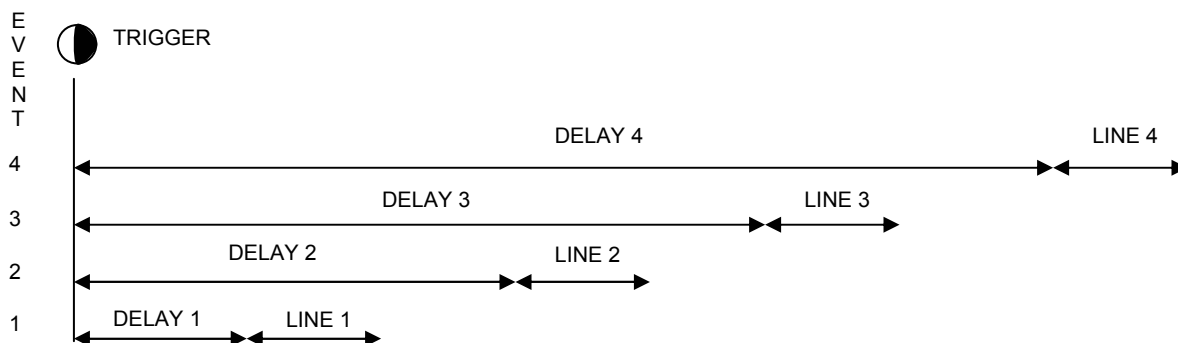 EVENT
TRIGGER
DELAY 4 LINE 4
4
DELAY 3 LINE 3
3
DELAY 2 LINE 2
2
DELAY 1 LINE 1
1